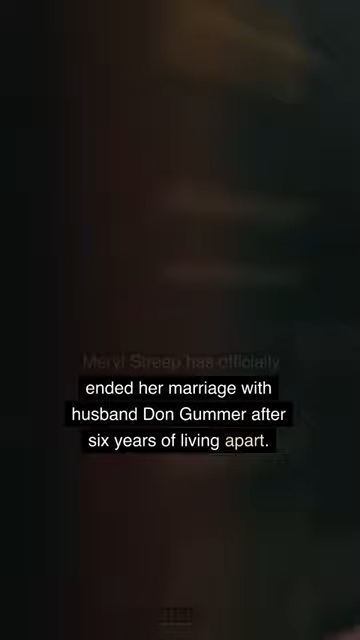 Meryl Streep has officially
ended her marriage with
husband Don Gummer after
six years of living apart.